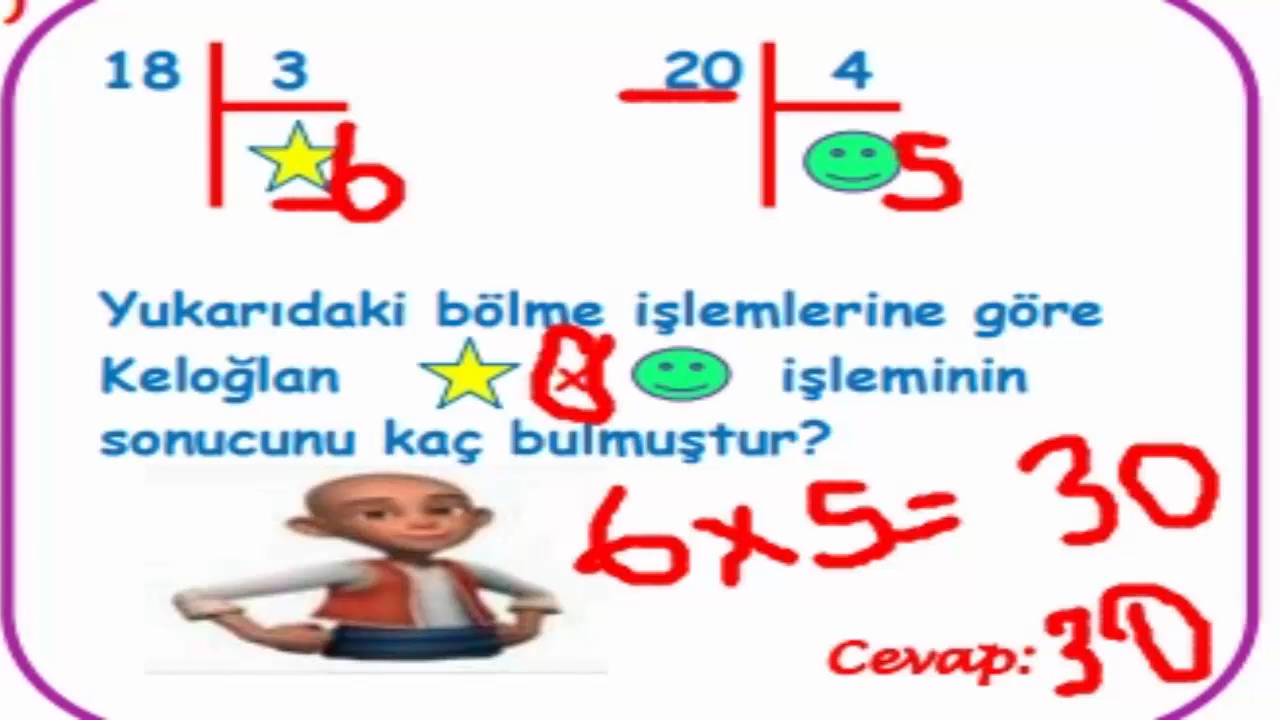 18 3 20 4
6 5
Yukarıdaki bölme işlemlerine göre
Keloğlan x işleminin
sonucunu kaç bulmuştur?
6x5= 30
Cevap: 30